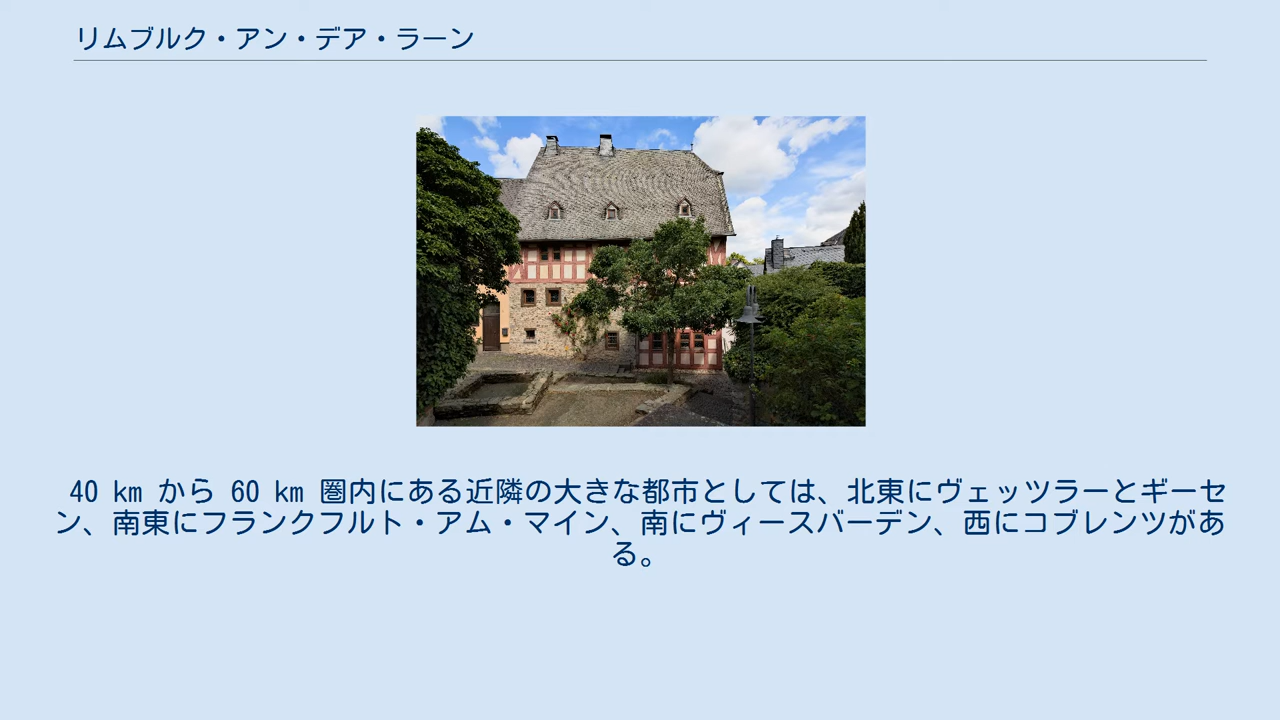 リムブルク・アン・デア・ラーン
40 km から 60 km 圏内にある近隣の大きな都市としては、北東にヴェッツラーとギーセ
ン、南東にフランクフルト・アム・マイン、南にヴィースバーデン、西にコブレンツがあ
る。